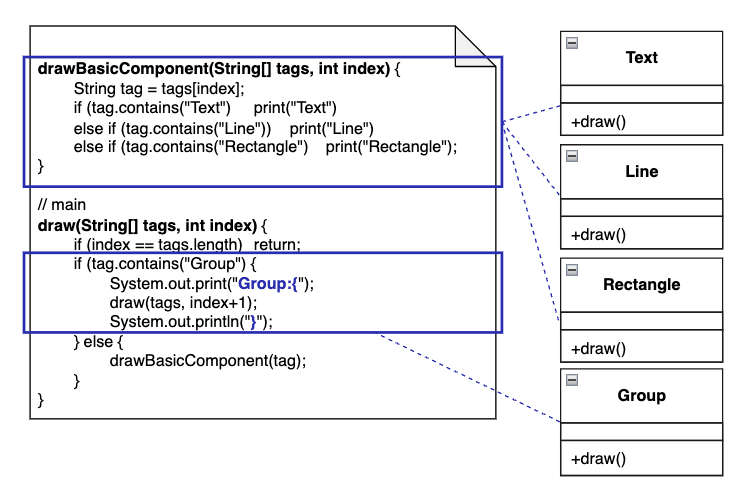 drawBasicComponent(String[] tags, int index) {
String tag = tags[index];
if (tag.contains("Text") print("Text")
else if (tag.contains("Line")) print("Line")
else if (tag.contains("Rectangle") print("Rectangle");
}
// main
draw(String[] tags, int index) {
if (index == tags.length) return;
if (tag.contains("Group") {
System.out.print("Group:{");
draw(tags, index+1);
System.out.println("}");
} else {
drawBasicComponent(tag);
}
}
Text
+draw()
Line
+draw()
Rectangle
+draw()
Group
+draw()